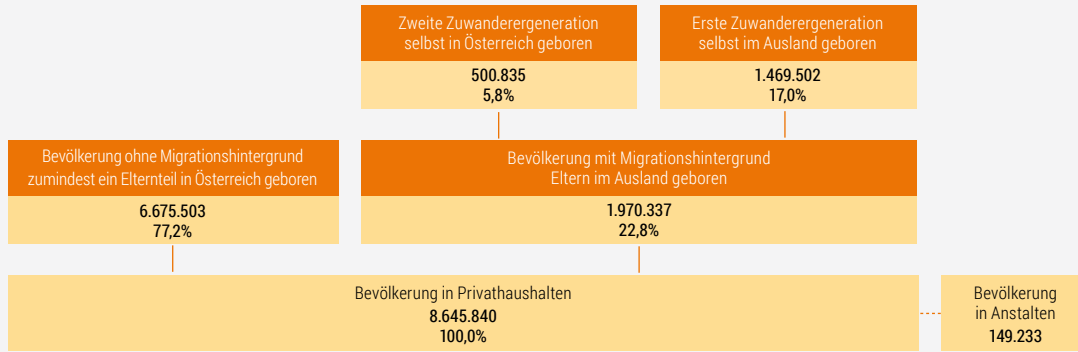 Zweite Zuwanderergeneration
selbst in Österreich geboren
500.835
5,8%
Erste Zuwanderergeneration
selbst im Ausland geboren
1.469.502
17,0%
Bevölkerung ohne Migrationshintergrund
zumindest ein Elternteil in Österreich geboren
6.675.503
77,2%
Bevölkerung mit Migrationshintergrund
Eltern im Ausland geboren
1.970.337
22,8%
Bevölkerung in Privathaushalten
8.645.840
100,0%
Bevölkerung
in Anstalten
149.233